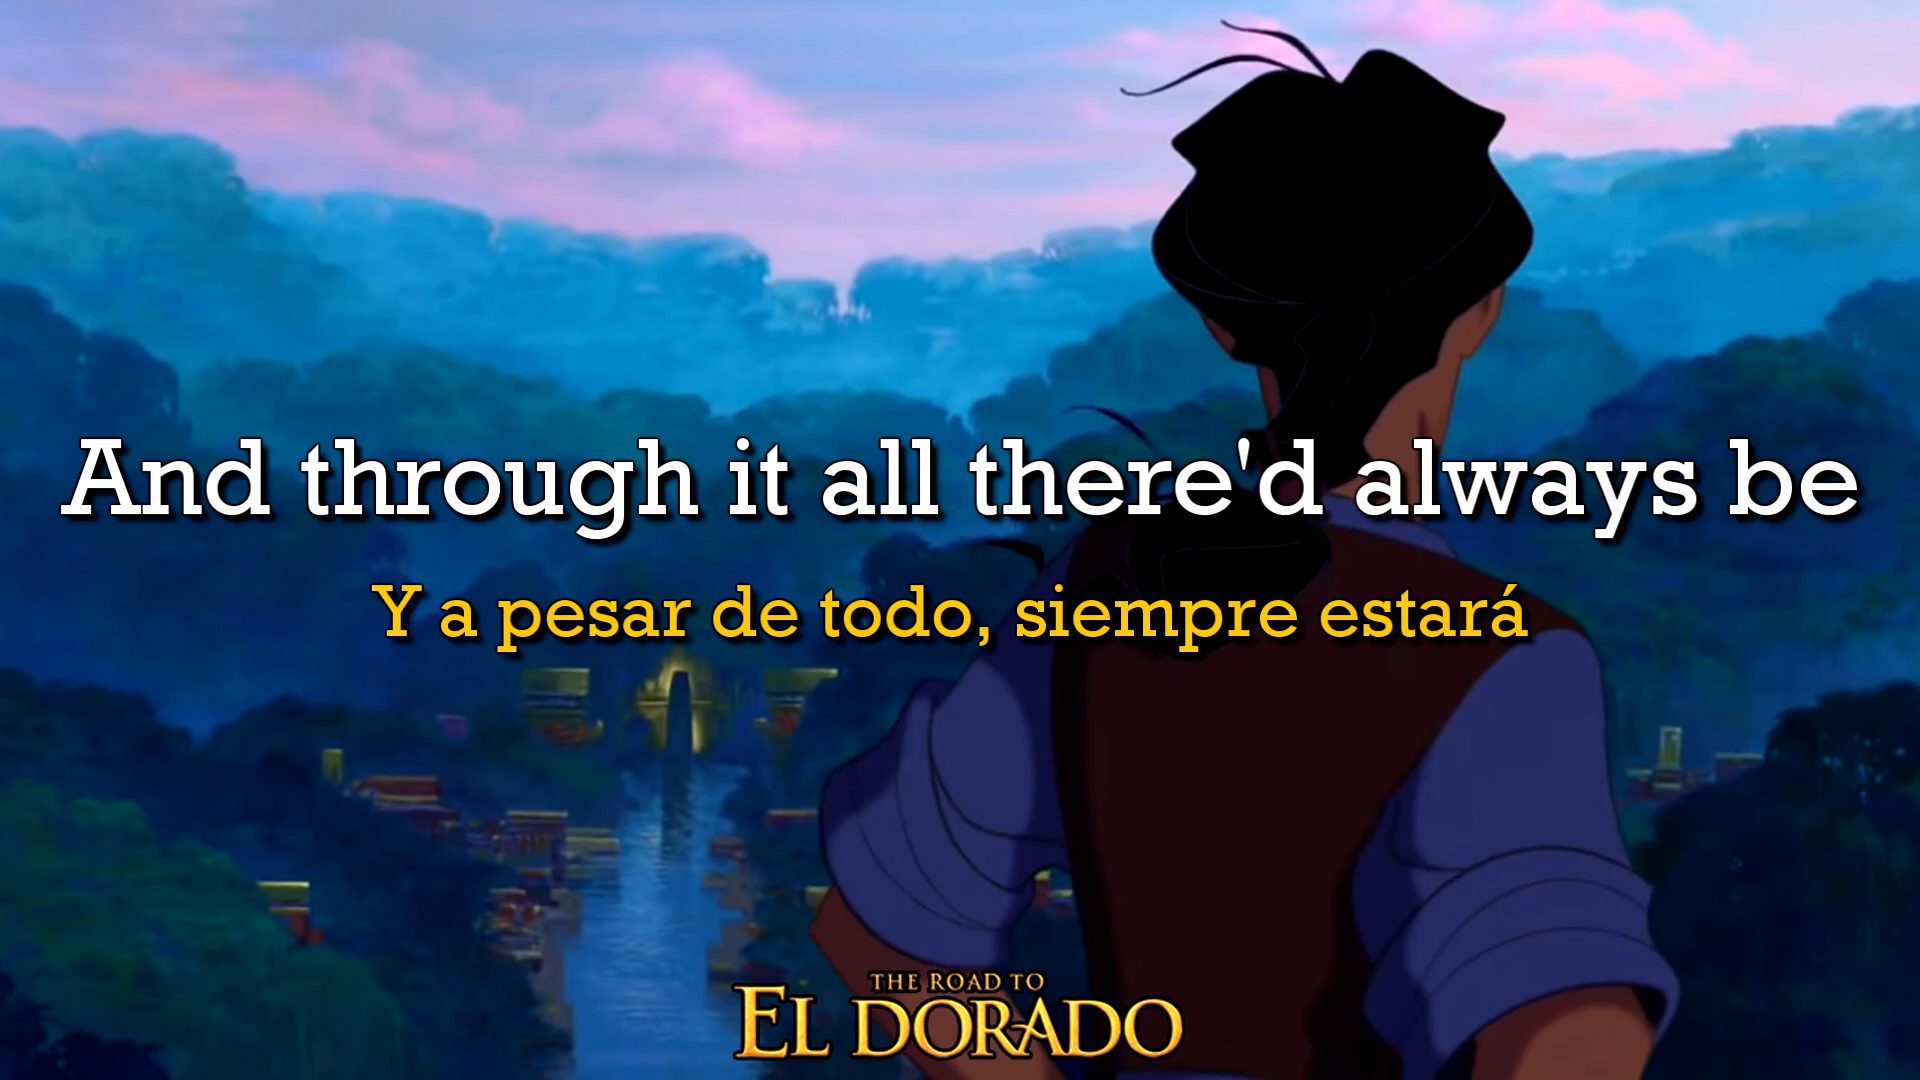 And through it all there'd always be
Y a pesar de todo, siempre estará
THE ROAD TO
EL DORADO